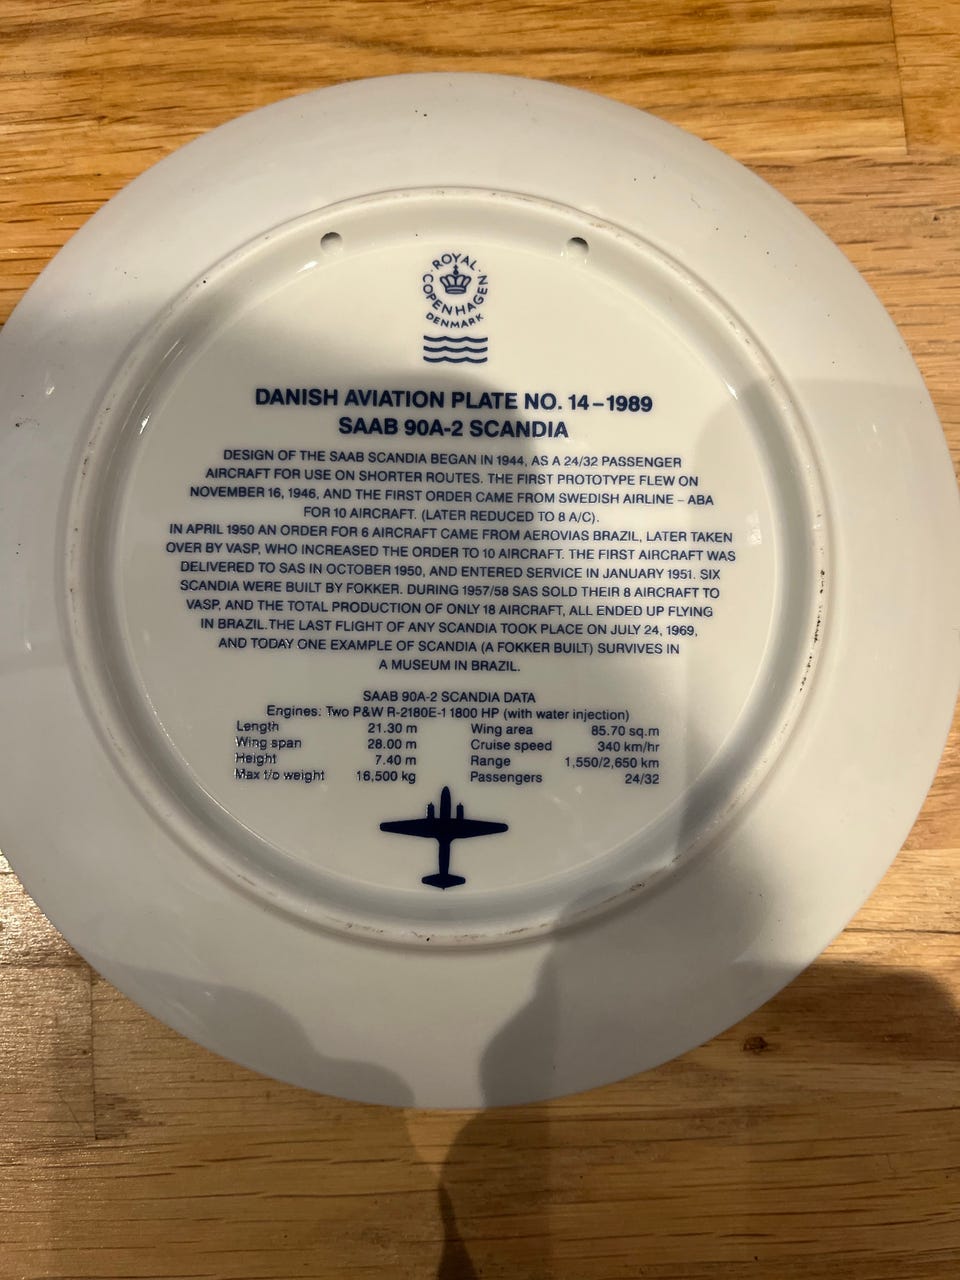 ROYAL
COPENHAGEN
DENMARK
DANISH AVIATION PLATE NO. 14–1989
SAAB 90A-2 SCANDIA
DESIGN OF THE SAAB SCANDIA BEGAN IN 1944, AS A 24/32 PASSENGER
AIRCRAFT FOR USE ON SHORTER ROUTES. THE FIRST PROTOTYPE FLEW ON
NOVEMBER 16, 1946, AND THE FIRST ORDER CAME FROM SWEDISH AIRLINE – ABA
FOR 10 AIRCRAFT. (LATER REDUCED TO 8 A/C).
IN APRIL 1950 AN ORDER FOR 6 AIRCRAFT CAME FROM AEROVIAS BRAZIL, LATER TAKEN
OVER BY VASP, WHO INCREASED THE ORDER TO 10 AIRCRAFT. THE FIRST AIRCRAFT WAS
DELIVERED TO SAS IN OCTOBER 1950, AND ENTERED SERVICE IN JANUARY 1951. SIX
SCANDIA WERE BUILT BY FOKKER. DURING 1957/58 SAS SOLD THEIR 8 AIRCRAFT TO
VASP, AND THE TOTAL PRODUCTION OF ONLY 18 AIRCRAFT, ALL ENDED UP FLYING
IN BRAZIL. THE LAST FLIGHT OF ANY SCANDIA TOOK PLACE ON JULY 24, 1969,
AND TODAY ONE EXAMPLE OF SCANDIA (A FOKKER BUILT) SURVIVES IN
A MUSEUM IN BRAZIL.
SAAB 90A-2 SCANDIA DATA
Engines: Two P&W R-2180E-1 1800 HP (with water injection)
Length 21.30 m Wing area 85.70 sq.m
Wing span 28.00 m Cruise speed 340 km/hr
Height 7.40 m Range 1,550/2,650 km
Max t/o weight 16,500 kg Passengers 24/32